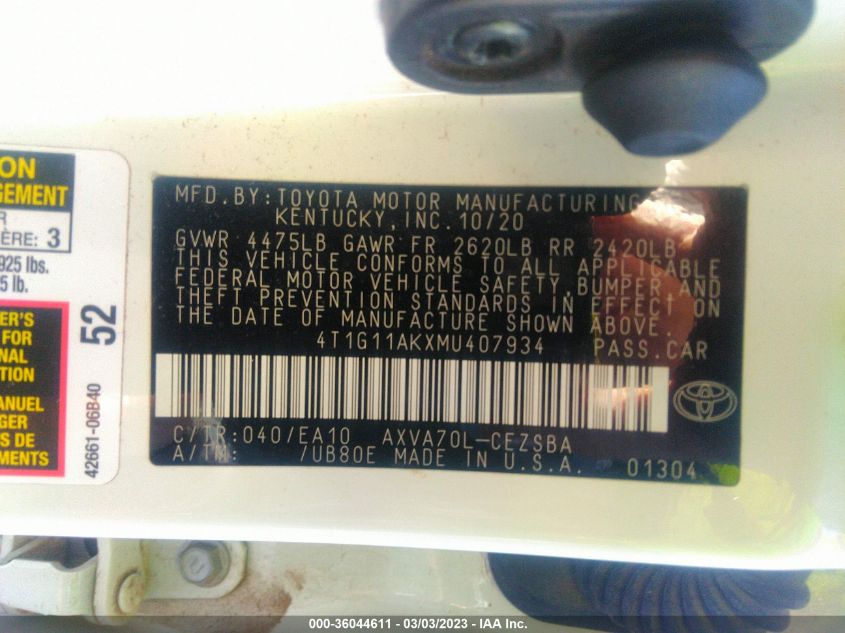 ON
GEMENT
R
ÈRE: 3
925 lbs.
5 lb.
ER'S
FOR
NAL
ON
ANUEL
GER
S DE
MENTS
52
42661-06B40
MFD. BY: TOYOTA MOTOR MANUFACTURING
KENTUCKY, INC. 10/20
GVWR 4475LB GAWR FR 2620LB RR 2420LB
THIS VEHICLE CONFORMS TO ALL APPLICABLE
FEDERAL MOTOR VEHICLE SAFETY, BUMPER, AND
THEFT PREVENTION STANDARDS IN EFFECT ON
THE DATE OF MANUFACTURE SHOWN ABOVE.
4T1G11AKXMU407934 PASS. CAR
C/TR: 040/EA10 AXVA70L-CEZSBA
A/TM: /UB80E MADE IN U.S.A. 01304
000-36044611 - 03/03/2023 - IAA Inc.